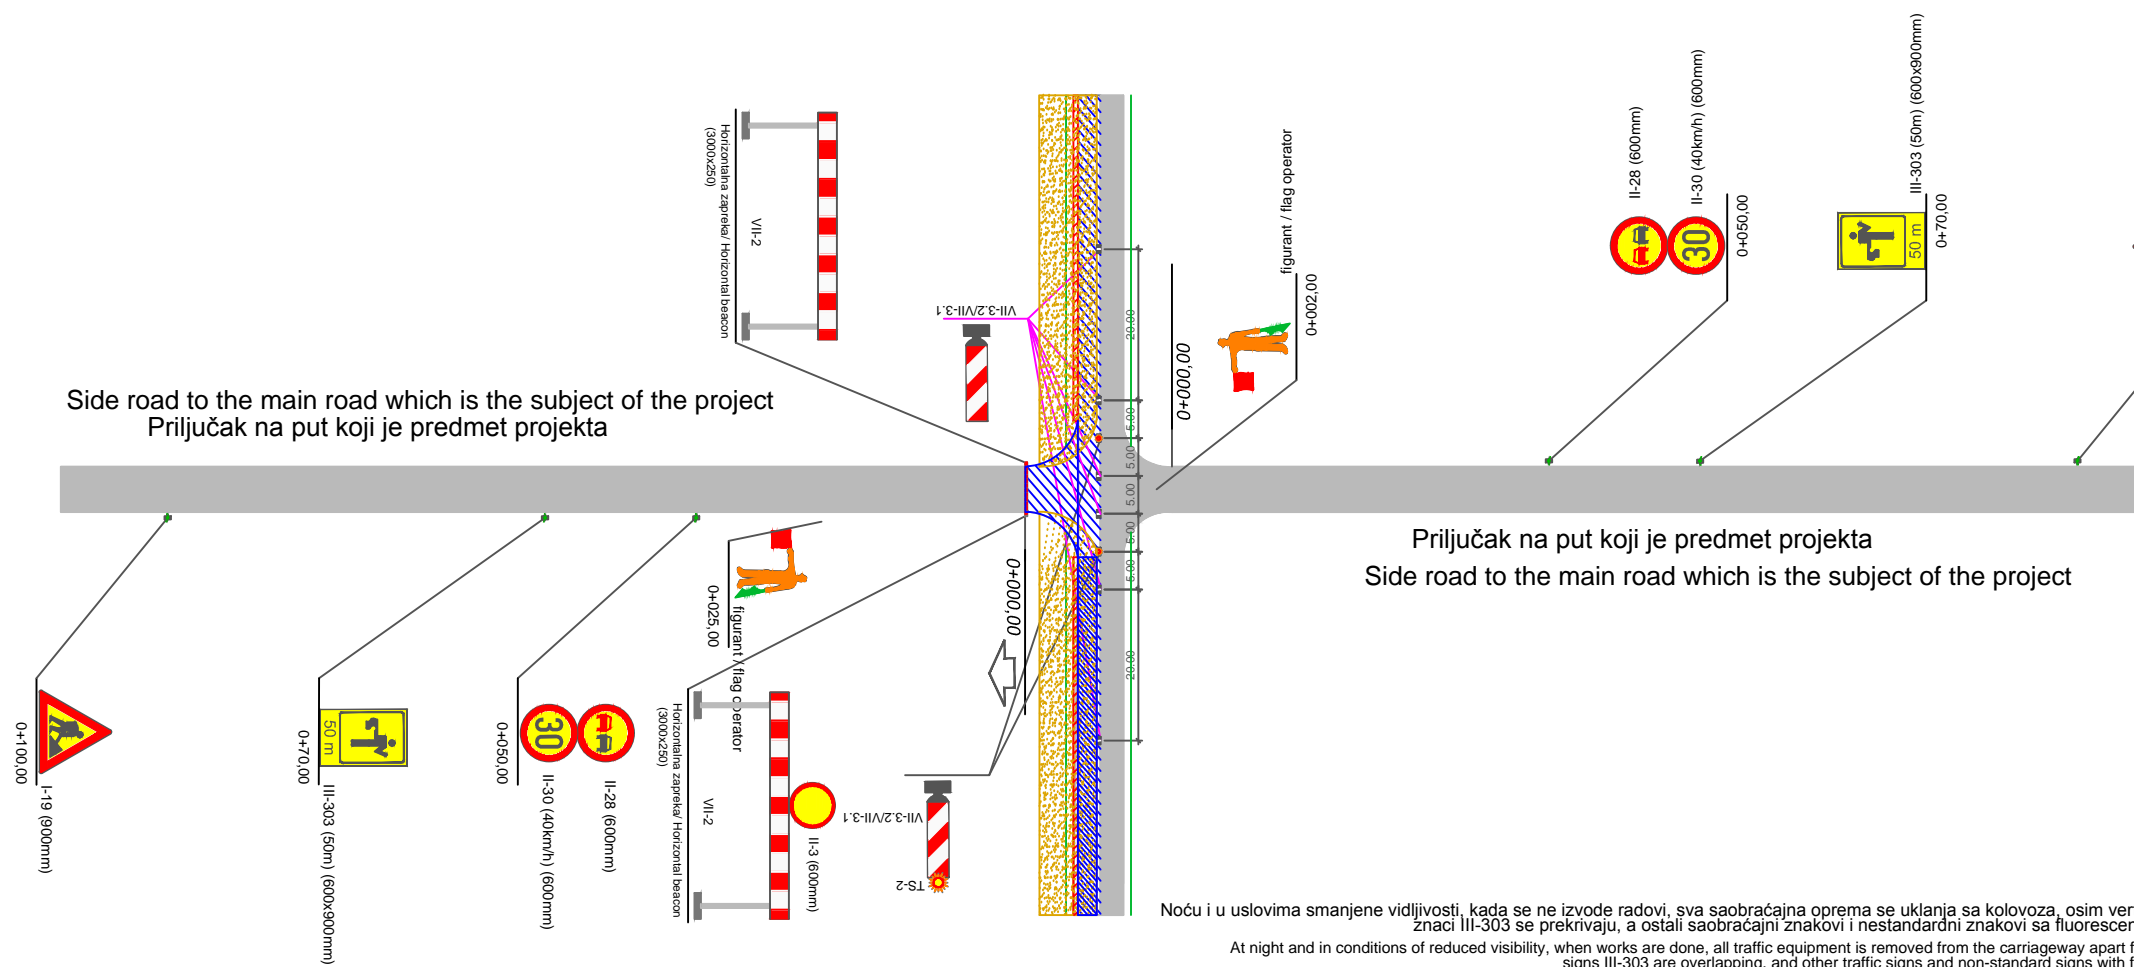 Horizontalna zapreka/ Horizontal beacon
(3000x250)
VII-2
VII-3.2/VII-3.1
20.00
5.00
5.00
5.00
5.00
5.00
20.00
0+000,00
figurant / flag operator
0+002,00
II-28 (600mm)
II-30 (40km/h) (600mm)
30
0+050,00
III-303 (50m) (600x900mm)
50 m
0+70,00
Side road to the main road which is the subject of the project
Priljučak na put koji je predmet projekta
Priljučak na put koji je predmet projekta
Side road to the main road which is the subject of the project
0+100,00
I-19 (900mm)
0+70,00
50 m
III-303 (50m) (600x900mm)
0+050,00
30
II-30 (40km/h) (600mm)
II-28 (600mm)
0+025,00
figurant / flag operator
Horizontalna zapreka/ Horizontal beacon
(3000x250)
VII-2
II-3 (600mm)
VII-3.2/VII-3.1
TS-2
0+000,00
Noću i u uslovima smanjene vidljivosti, kada se ne izvode radovi, sva saobraćajna oprema se uklanja sa kolovoza, osim ver
znaci III-303 se prekrivaju, a ostali saobraćajni znakovi i nestandardni znakovi sa fluorescen
At night and in conditions of reduced visibility, when works are done, all traffic equipment is removed from the carriageway apart f
signs III-303 are overlapping, and other traffic signs and non-standard signs with f